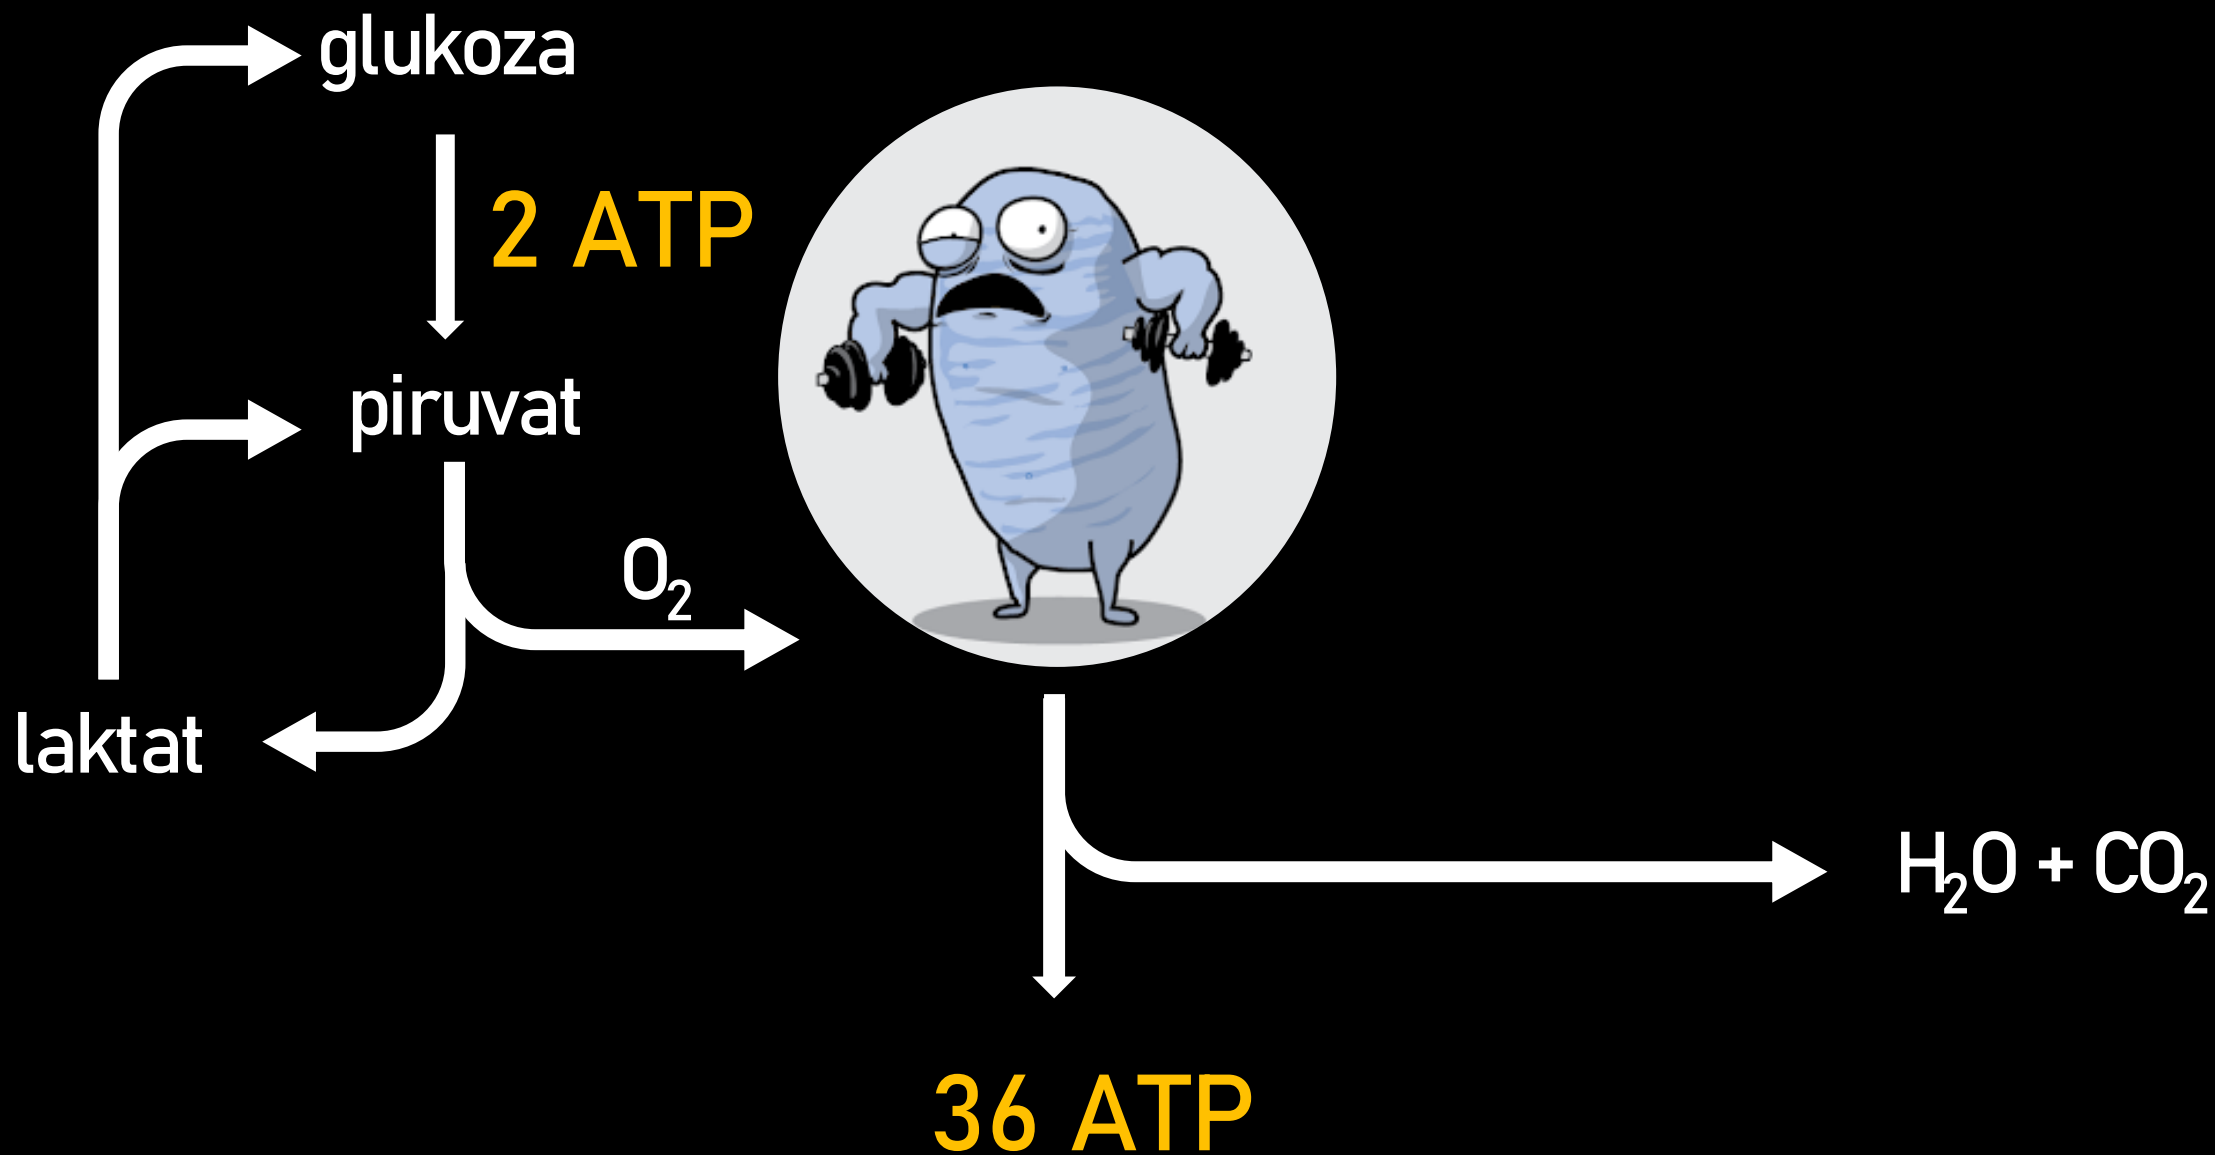 glukoza
2 ATP
piruvat
O₂
laktat
H₂O + CO₂
36 ATP